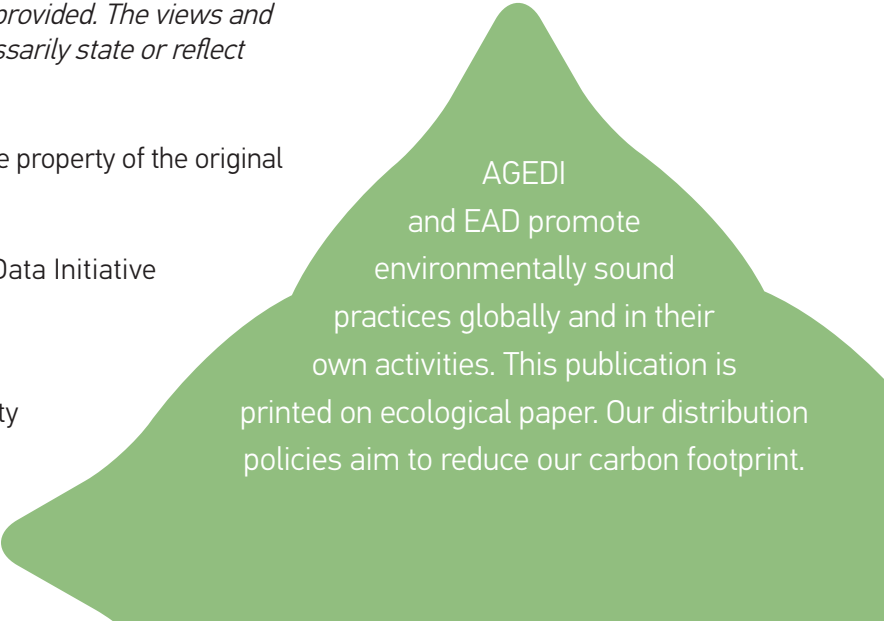 provided. The views and
ssarily state or reflect
e property of the original
Data Initiative
ty
AGEDI
and EAD promote
environmentally sound
practices globally and in their
own activities. This publication is
printed on ecological paper. Our distribution
policies aim to reduce our carbon footprint.